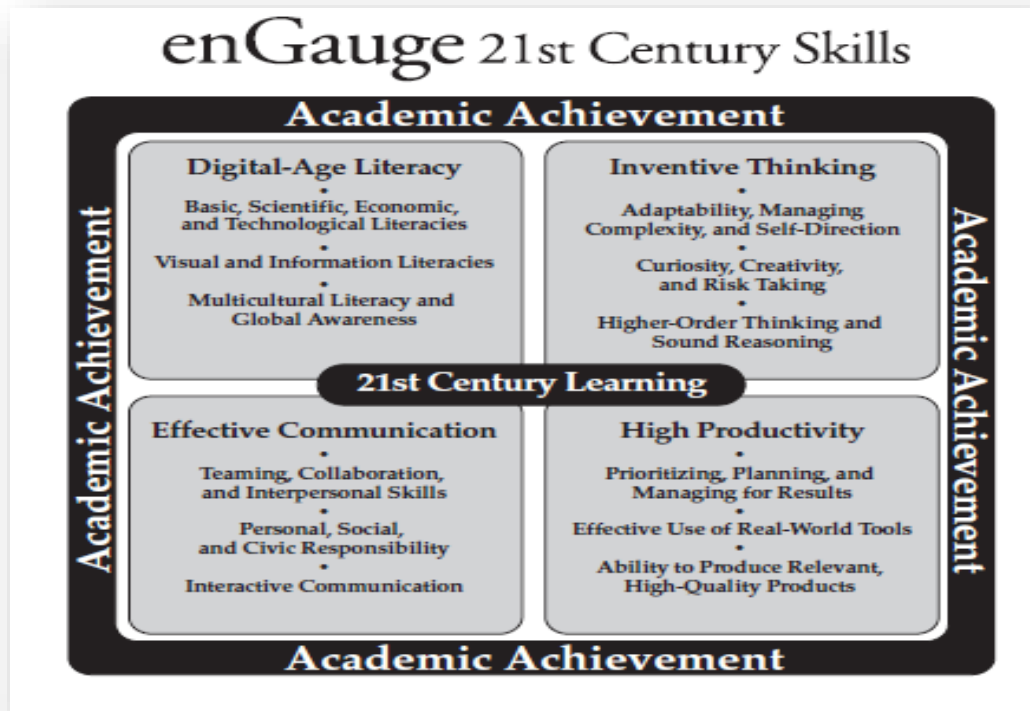 enGauge 21st Century Skills
Academic Achievement
Academic Achievement
Digital-Age Literacy
•
Basic, Scientific, Economic,
and Technological Literacies
•
Visual and Information Literacies
•
Multicultural Literacy and
Global Awareness
Inventive Thinking
•
Adaptability, Managing
Complexity, and Self-Direction
•
Curiosity, Creativity,
and Risk Taking
•
Higher-Order Thinking and
Sound Reasoning
21st Century Learning
Effective Communication
•
Teaming, Collaboration,
and Interpersonal Skills
•
Personal, Social,
and Civic Responsibility
•
Interactive Communication
High Productivity
•
Prioritizing, Planning, and
Managing for Results
•
Effective Use of Real-World Tools
•
Ability to Produce Relevant,
High-Quality Products
Academic Achievement
Academic Achievement